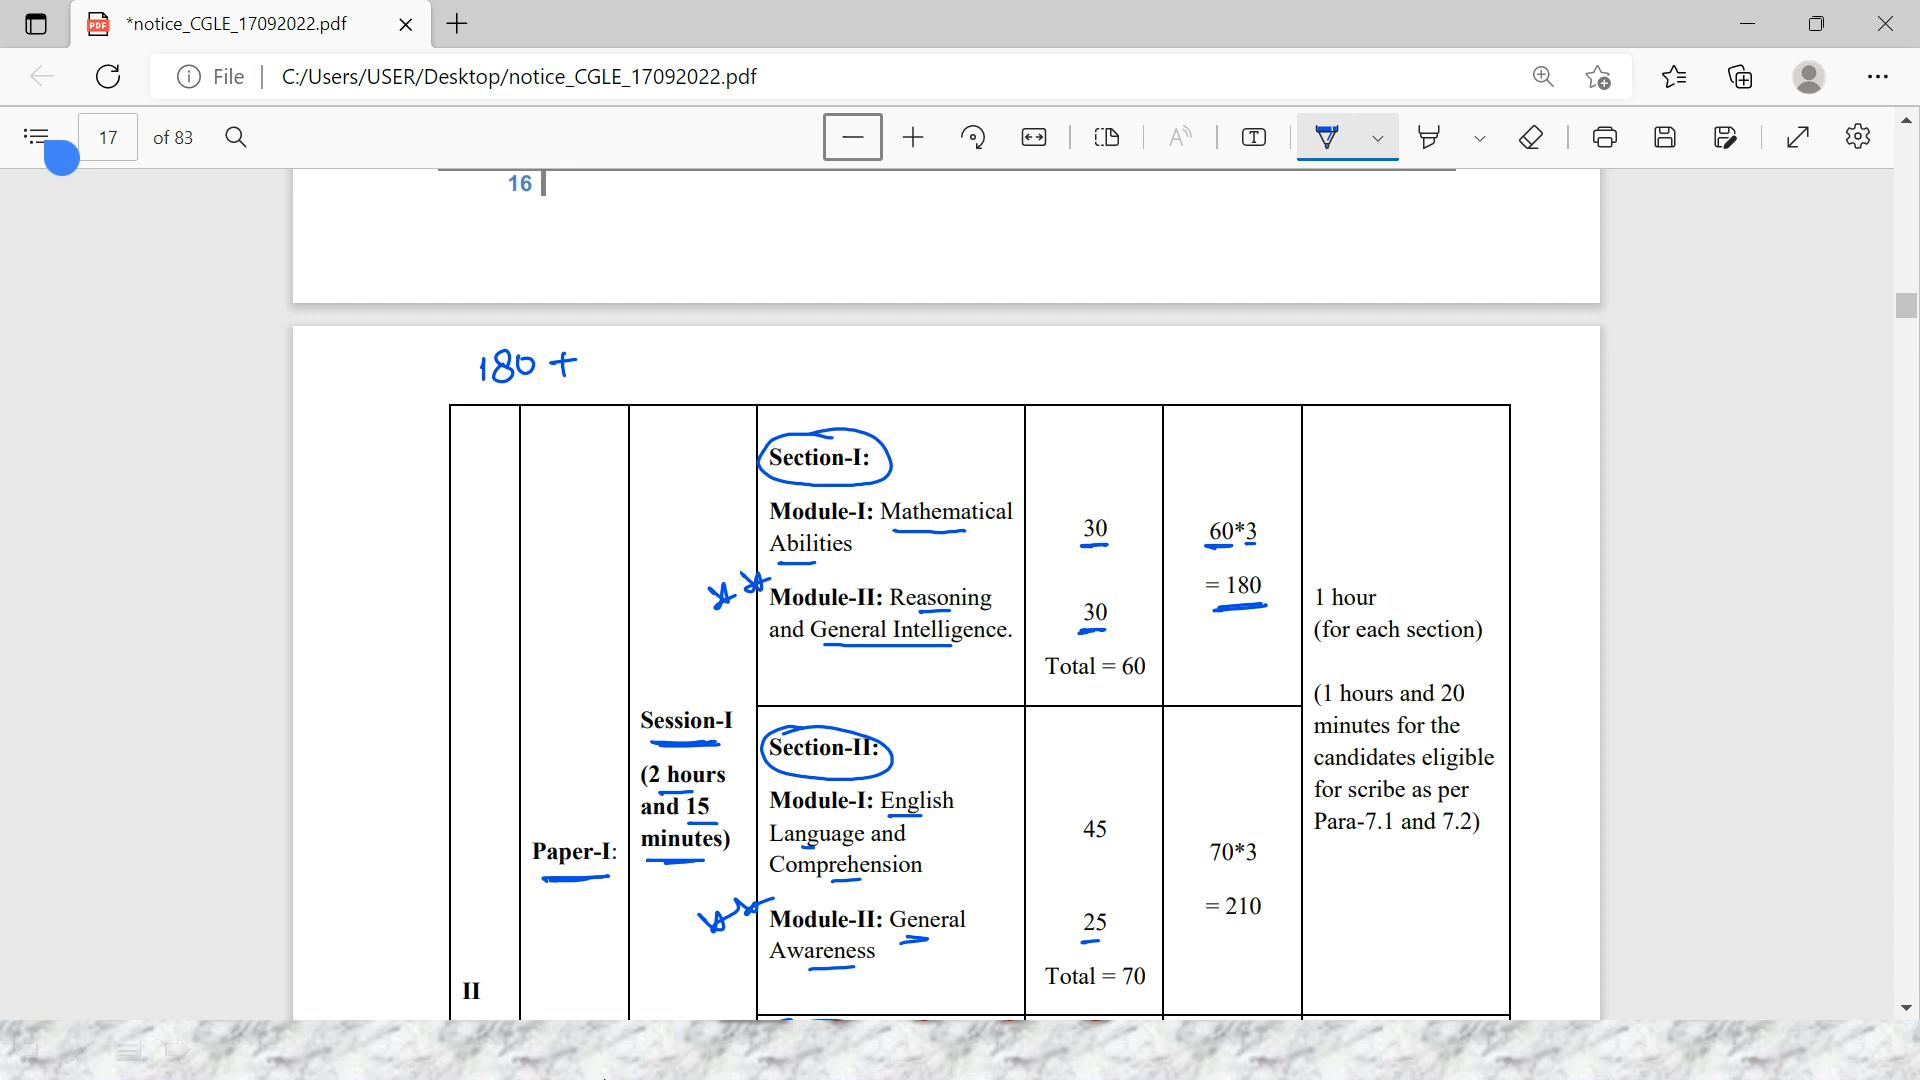 *notice_CGLE_17092022.pdf
File
C:/Users/USER/Desktop/notice_CGLE_17092022.pdf
17 of 83
16
180 +
Section-I:
Module-I: Mathematical
Abilities
30
60*3
= 180
Module-II: Reasoning
and General Intelligence.
30
Total = 60
1 hour
(for each section)
(1 hours and 20
minutes for the
candidates eligible
for scribe as per
Para-7.1 and 7.2)
Session-I
(2 hours
and 15
minutes)
Paper-I:
II
Section-II:
Module-I: English
Language and
Comprehension
45
70*3
= 210
Module-II: General
Awareness
25
Total = 70